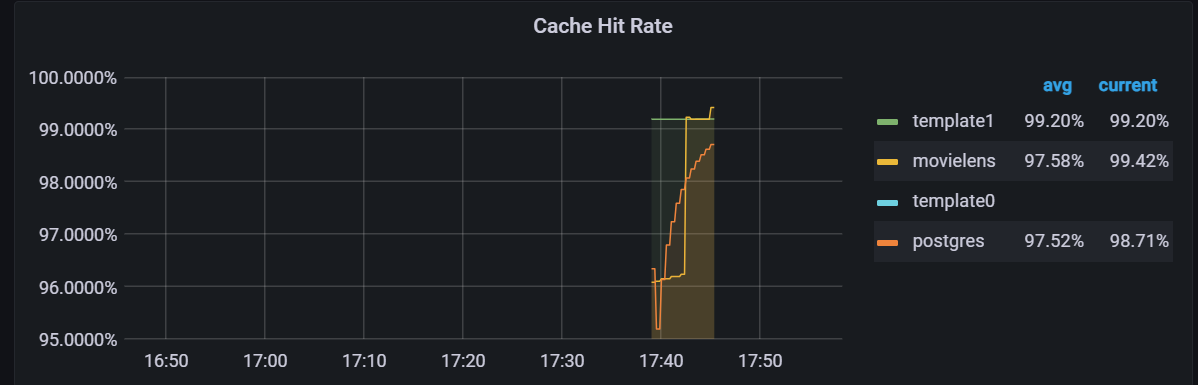 Cache Hit Rate
100.0000%
99.0000%
98.0000%
97.0000%
96.0000%
95.0000%
16:50 17:00 17:10 17:20 17:30 17:40 17:50
avg current
template1 99.20% 99.20%
movielens 97.58% 99.42%
template0
postgres 97.52% 98.71%